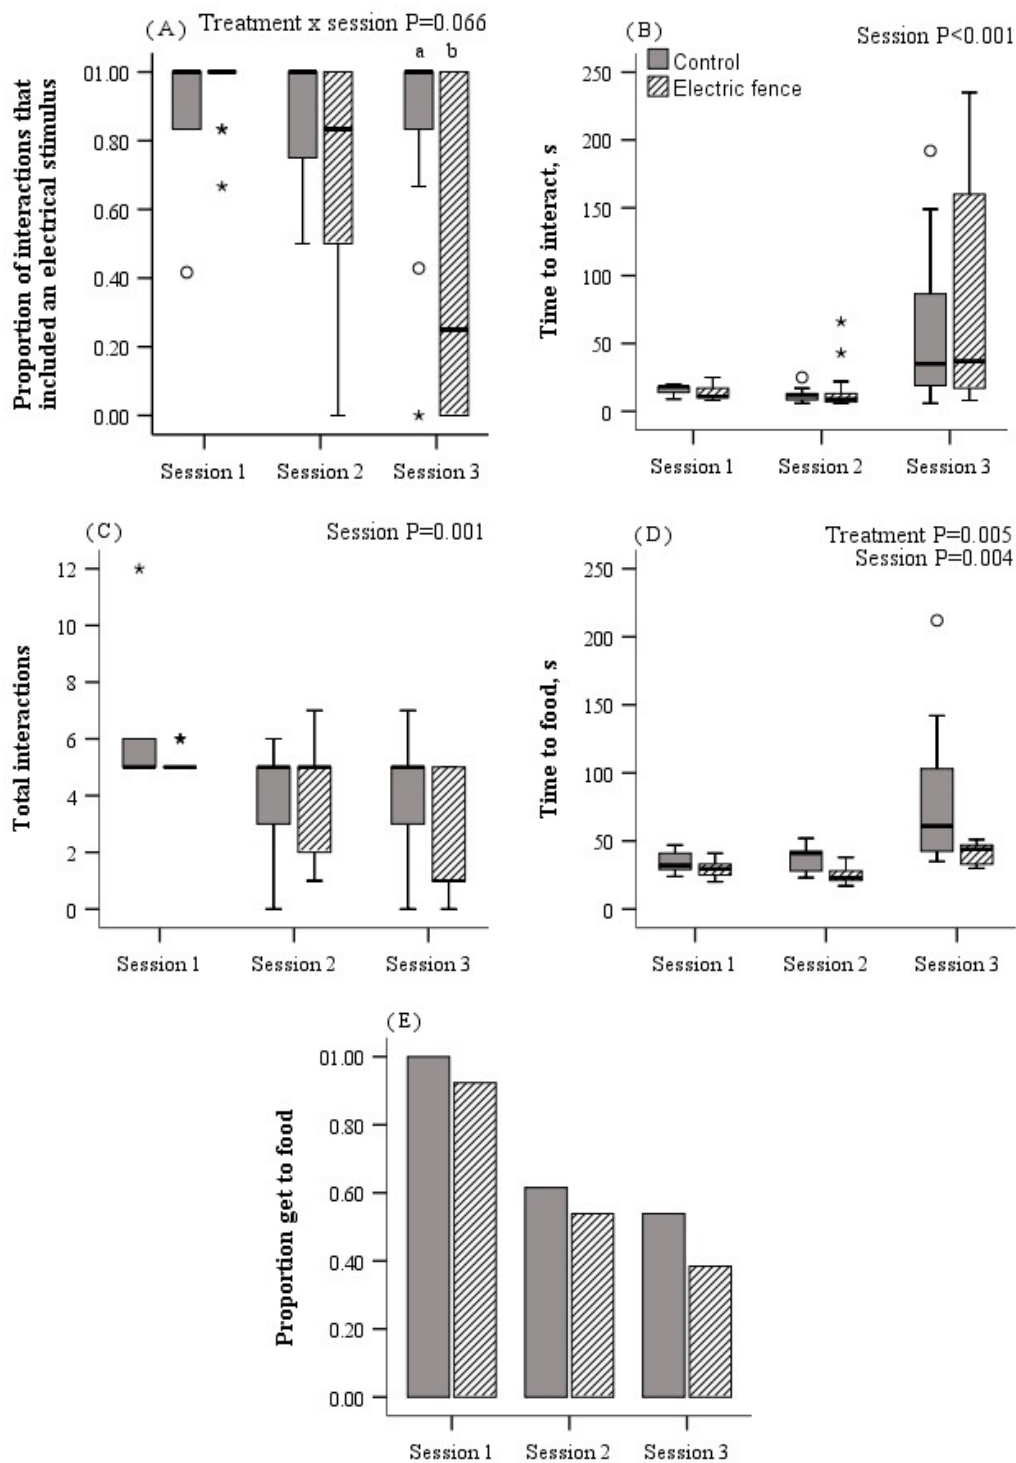 (A) Treatment x session P=0.066
a b
Proportion of interactions that
included an electrical stimulus
01.00
0.80
0.60
0.40
0.20
0.00
Session 1 Session 2 Session 3
(B) Session P<0.001
Control
Electric fence
Time to interact, s
250
200
150
100
50
0
Session 1 Session 2 Session 3
(C) Session P=0.001
Total interactions
12
10
8
6
4
2
0
Session 1 Session 2 Session 3
(D) Treatment P=0.005
Session P=0.004
Time to food, s
250
200
150
100
50
0
Session 1 Session 2 Session 3
(E)
Proportion get to food
01.00
0.80
0.60
0.40
0.20
0.00
Session 1 Session 2 Session 3